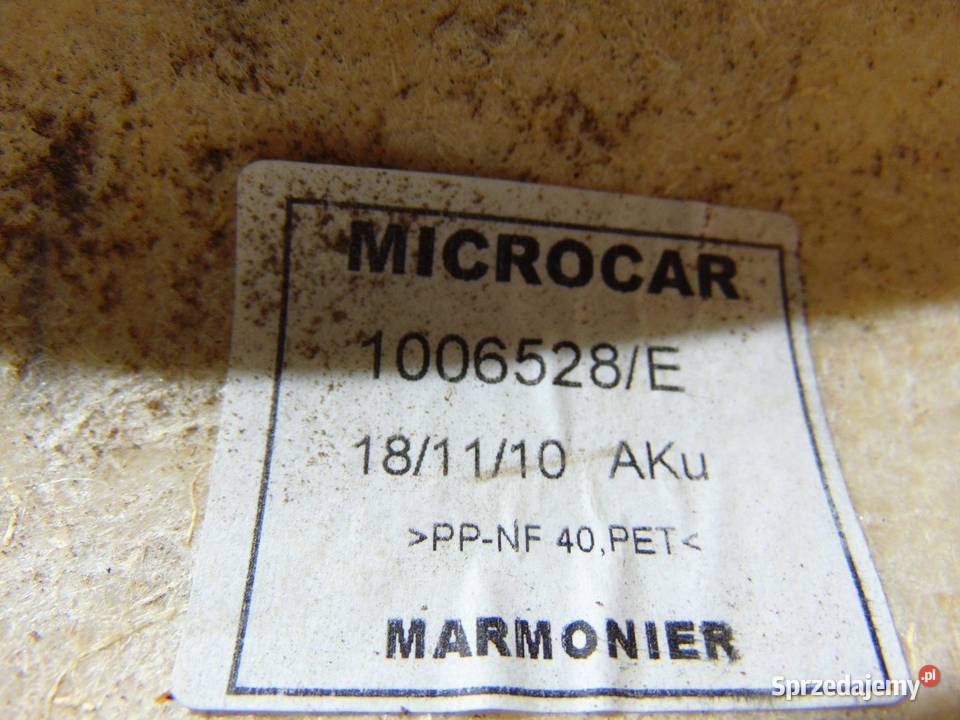 MICROCAR
1006528/E
18/11/10 AKu
>PP-NF 40,PET<
MARMONIER
Sprzedajemy.pl